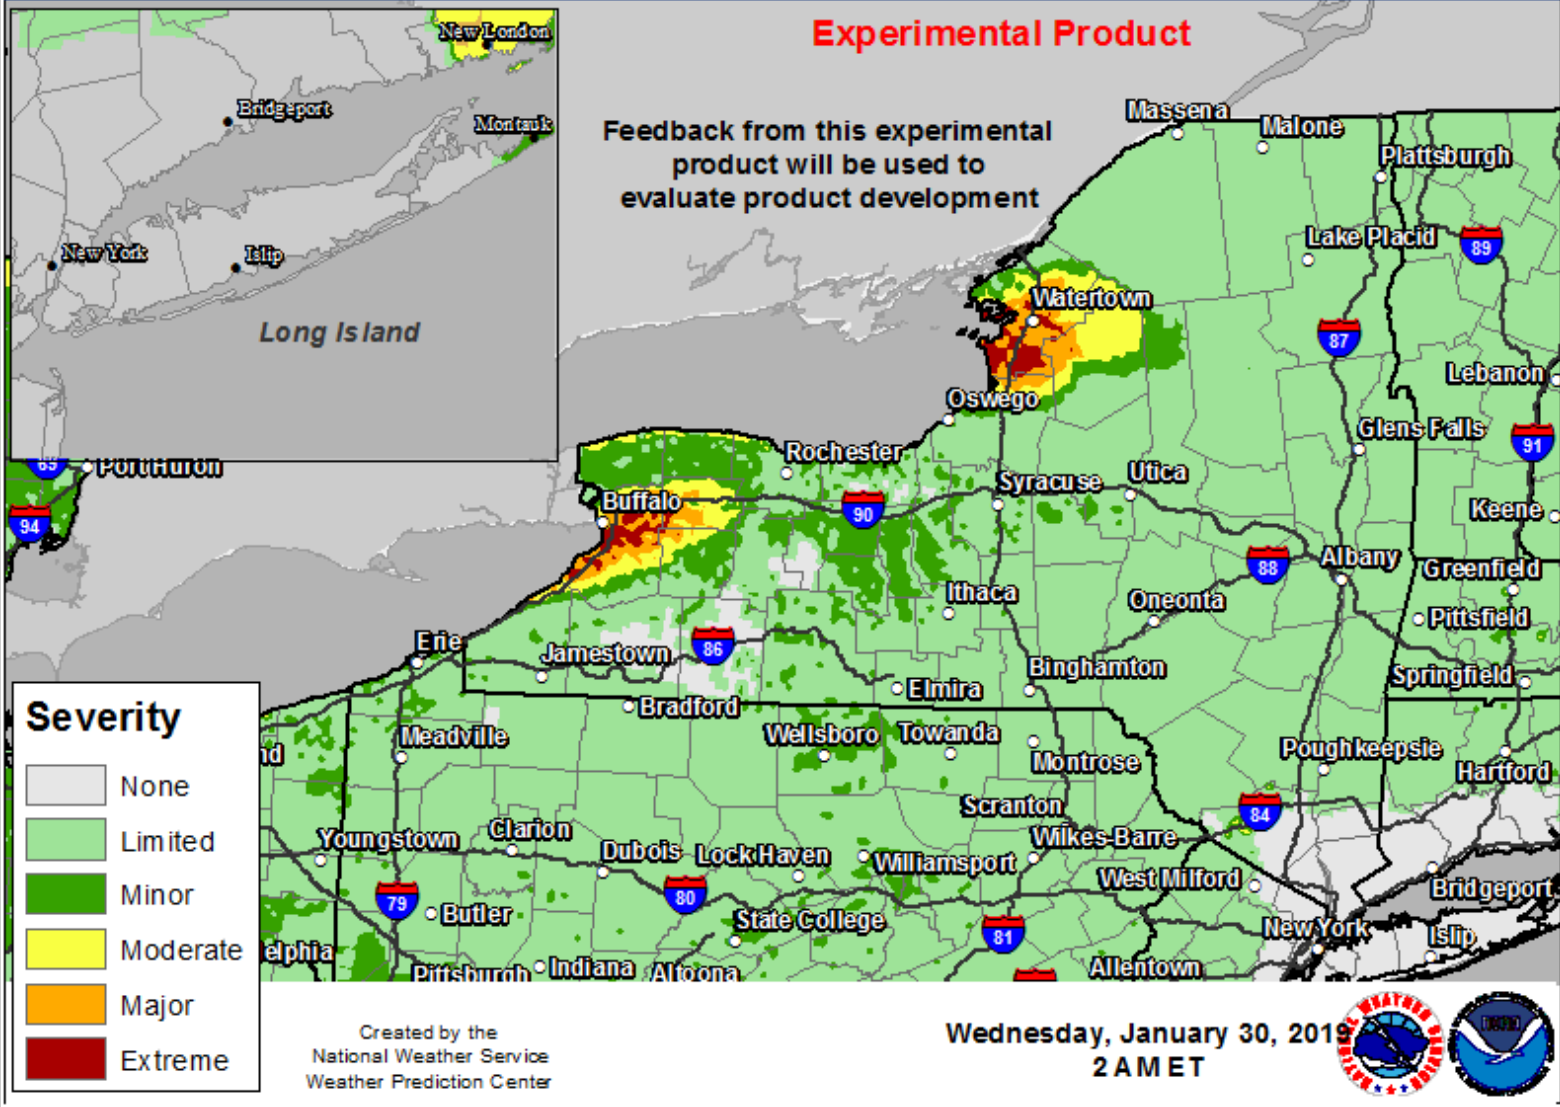 Experimental Product
Feedback from this experimental
product will be used to
evaluate product development
New London
Bridgeport
Montauk
New York
Islip
Long Island
Massena
Malone
Plattsburgh
Lake Placid
89
Watertown
87
Lebanon
Oswego
Glens Falls
91
Port Huron
69
94
Rochester
Buffalo
90
Syracuse
Utica
Keene
88
Albany
Greenfield
Ithaca
Oneonta
Pittsfield
Erie
Jamestown
86
Elmira
Binghamton
Springfield
Bradford
Meadville
Wellsboro
Towanda
Montrose
Poughkeepsie
Hartford
nd
Scranton
84
Youngstown
Clarion
Dubois
Lock Haven
Williamsport
Wilkes-Barre
West Milford
Bridgeport
79
Butler
80
State College
81
New York
Islip
elphia
Pittsburgh
Indiana
Altoona
Allentown
Severity
None
Limited
Minor
Moderate
Major
Extreme
Created by the
National Weather Service
Weather Prediction Center
Wednesday, January 30, 2019
2AM ET